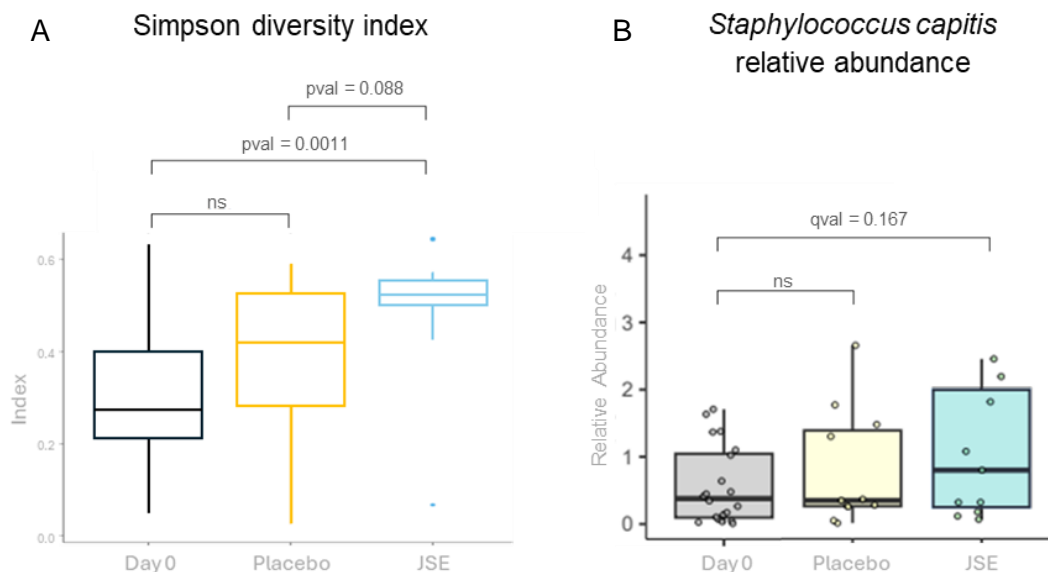 A
Simpson diversity index
pval = 0.088
pval = 0.0011
ns
Index
0.6
0.4
0.2
0.0
Day 0
Placebo
JSE
B
Staphylococcus capitis
relative abundance
qval = 0.167
ns
Relative Abundance
4
3
2
1
0
Day 0
Placebo
JSE